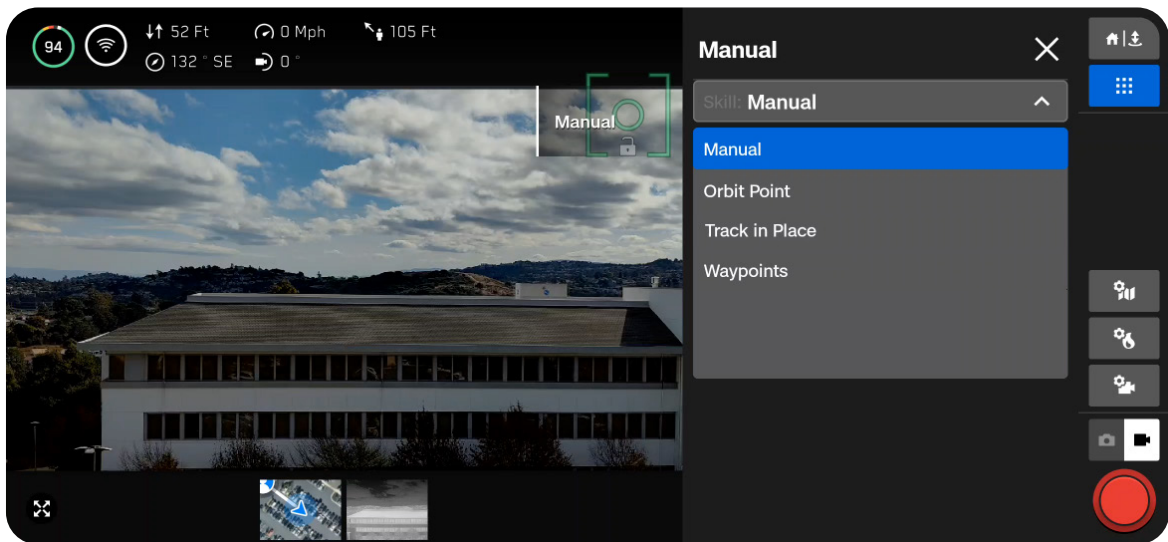 94
52 Ft
0 Mph
105 Ft
132 ° SE
0 °
Manual
Manual
Skill: Manual
Manual
Orbit Point
Track in Place
Waypoints